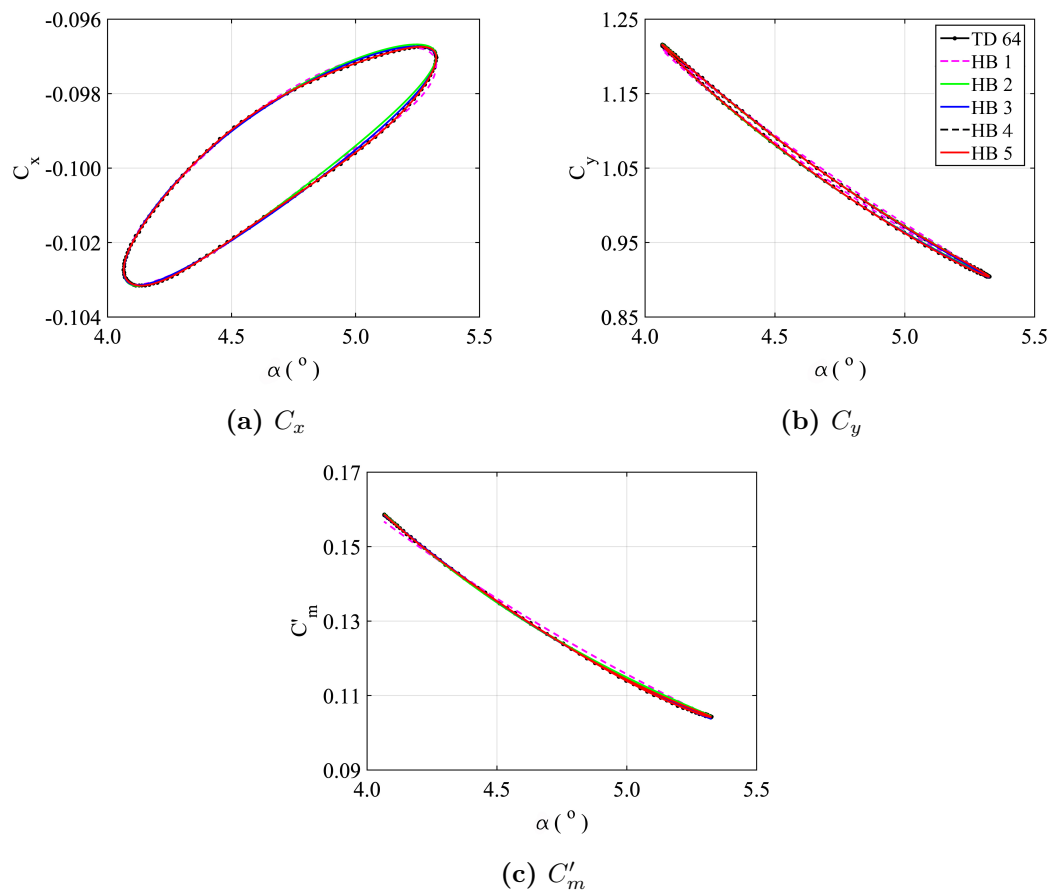 -0.096
-0.098
-0.100
-0.102
-0.104
C_x
4.0 4.5 5.0 5.5
α(°)
(a) C_x
1.25
1.15
1.05
0.95
0.85
C_y
4.0 4.5 5.0 5.5
α(°)
TD 64
HB 1
HB 2
HB 3
HB 4
HB 5
(b) C_y
0.17
0.15
0.13
0.11
0.09
C'_m
4.0 4.5 5.0 5.5
α(°)
(c) C'_m